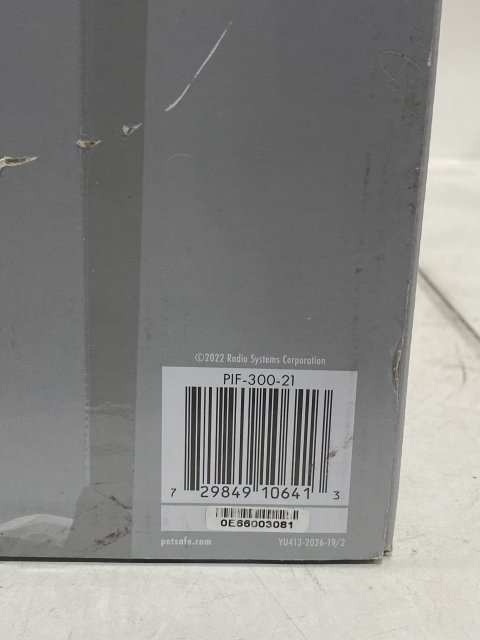 ©2022 Radio Systems Corporation
PIF-300-21
7 29849 10641 3
0E66003081
petsafe.com YU413-2026-19/2